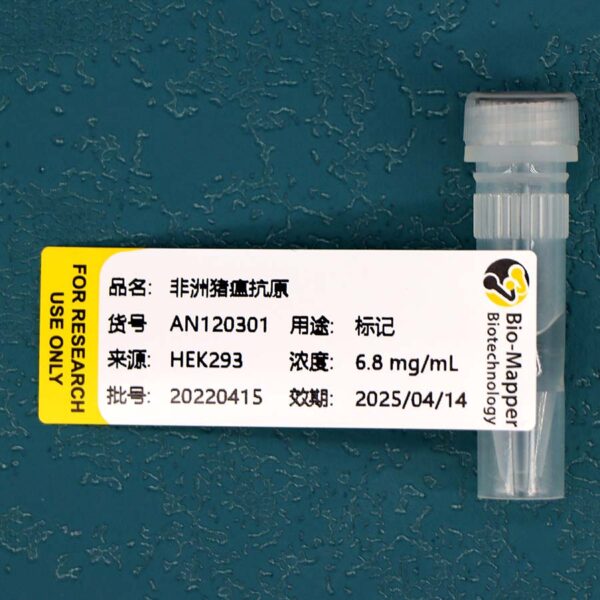 FOR RESEARCH
USE ONLY
品名: 非洲猪瘟抗原
货号 AN120301 用途: 标记
来源: HEK293 浓度: 6.8 mg/mL
批号: 20220415 效期: 2025/04/14
Bio-Mapper
Biotechnology